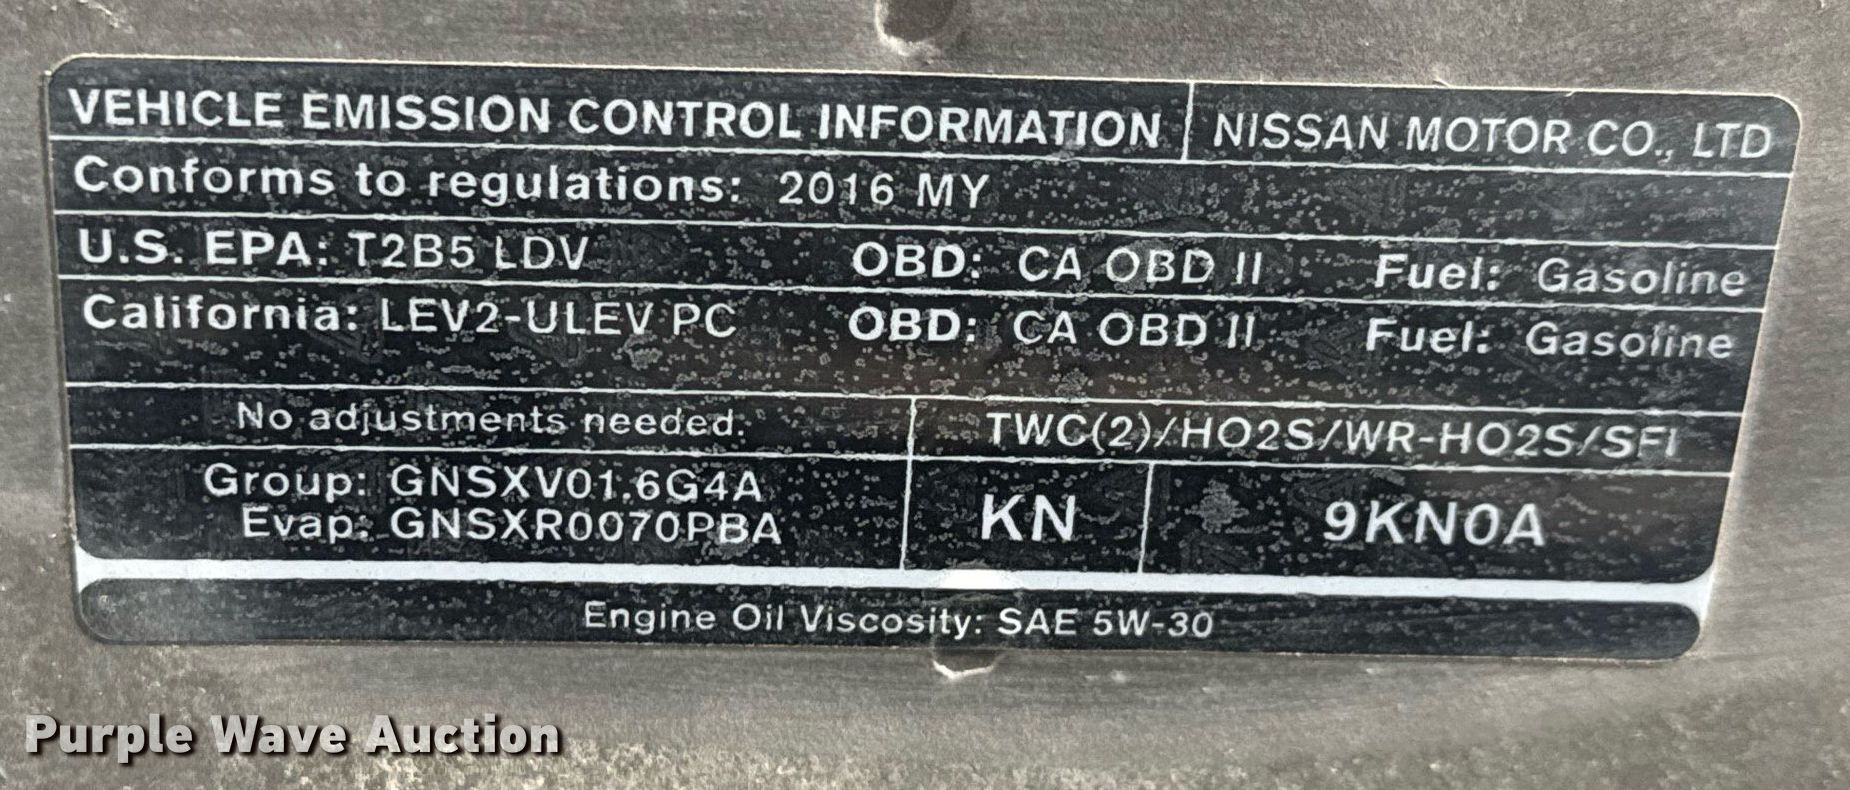 VEHICLE EMISSION CONTROL INFORMATION NISSAN MOTOR CO., LTD
Conforms to regulations: 2016 MY
U.S. EPA: T2B5 LDV OBD: CA OBD II Fuel: Gasoline
California: LEV2-ULEV PC OBD: CA OBD II Fuel: Gasoline
No adjustments needed. TWC(2)/HO2S/WR-HO2S/SFI
Group: GNSXV01.6G4A
Evap: GNSXR0070PBA
KN 9KN0A
Engine Oil Viscosity: SAE 5W-30
Purple Wave Auction